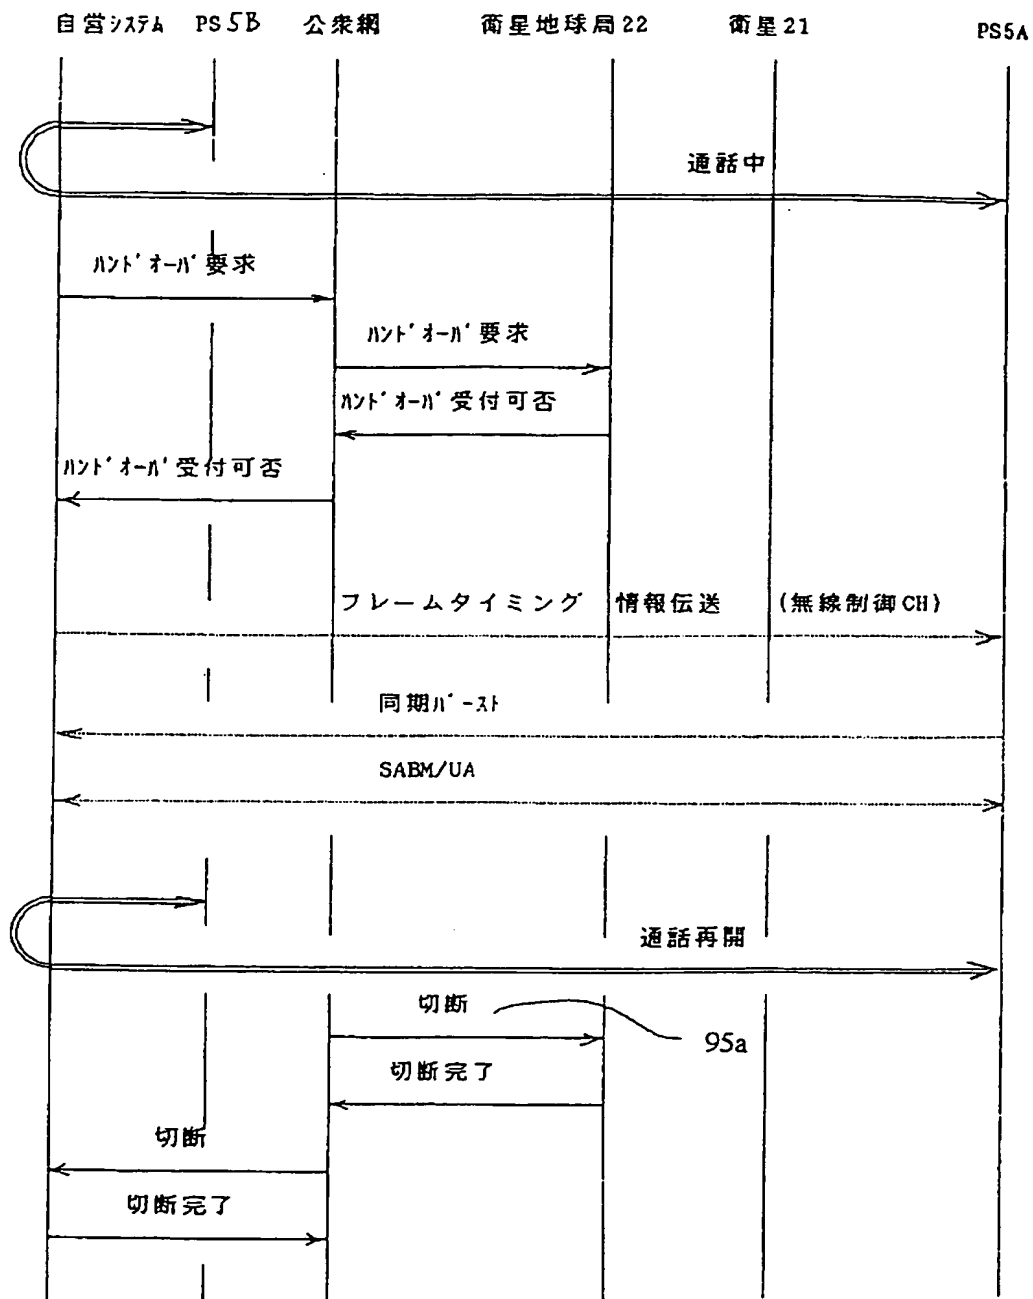 自営システム PS5B 公衆網 衛星地球局22 衛星21 PS5A
通話中
ハンドオーバ要求
ハンドオーバ要求
ハンドオーバ受付可否
ハンドオーバ受付可否
フレームタイミング情報伝送 (無線制御CH)
同期バースト
SABM/UA
通話再開
切断
95a
切断完了
切断
切断完了